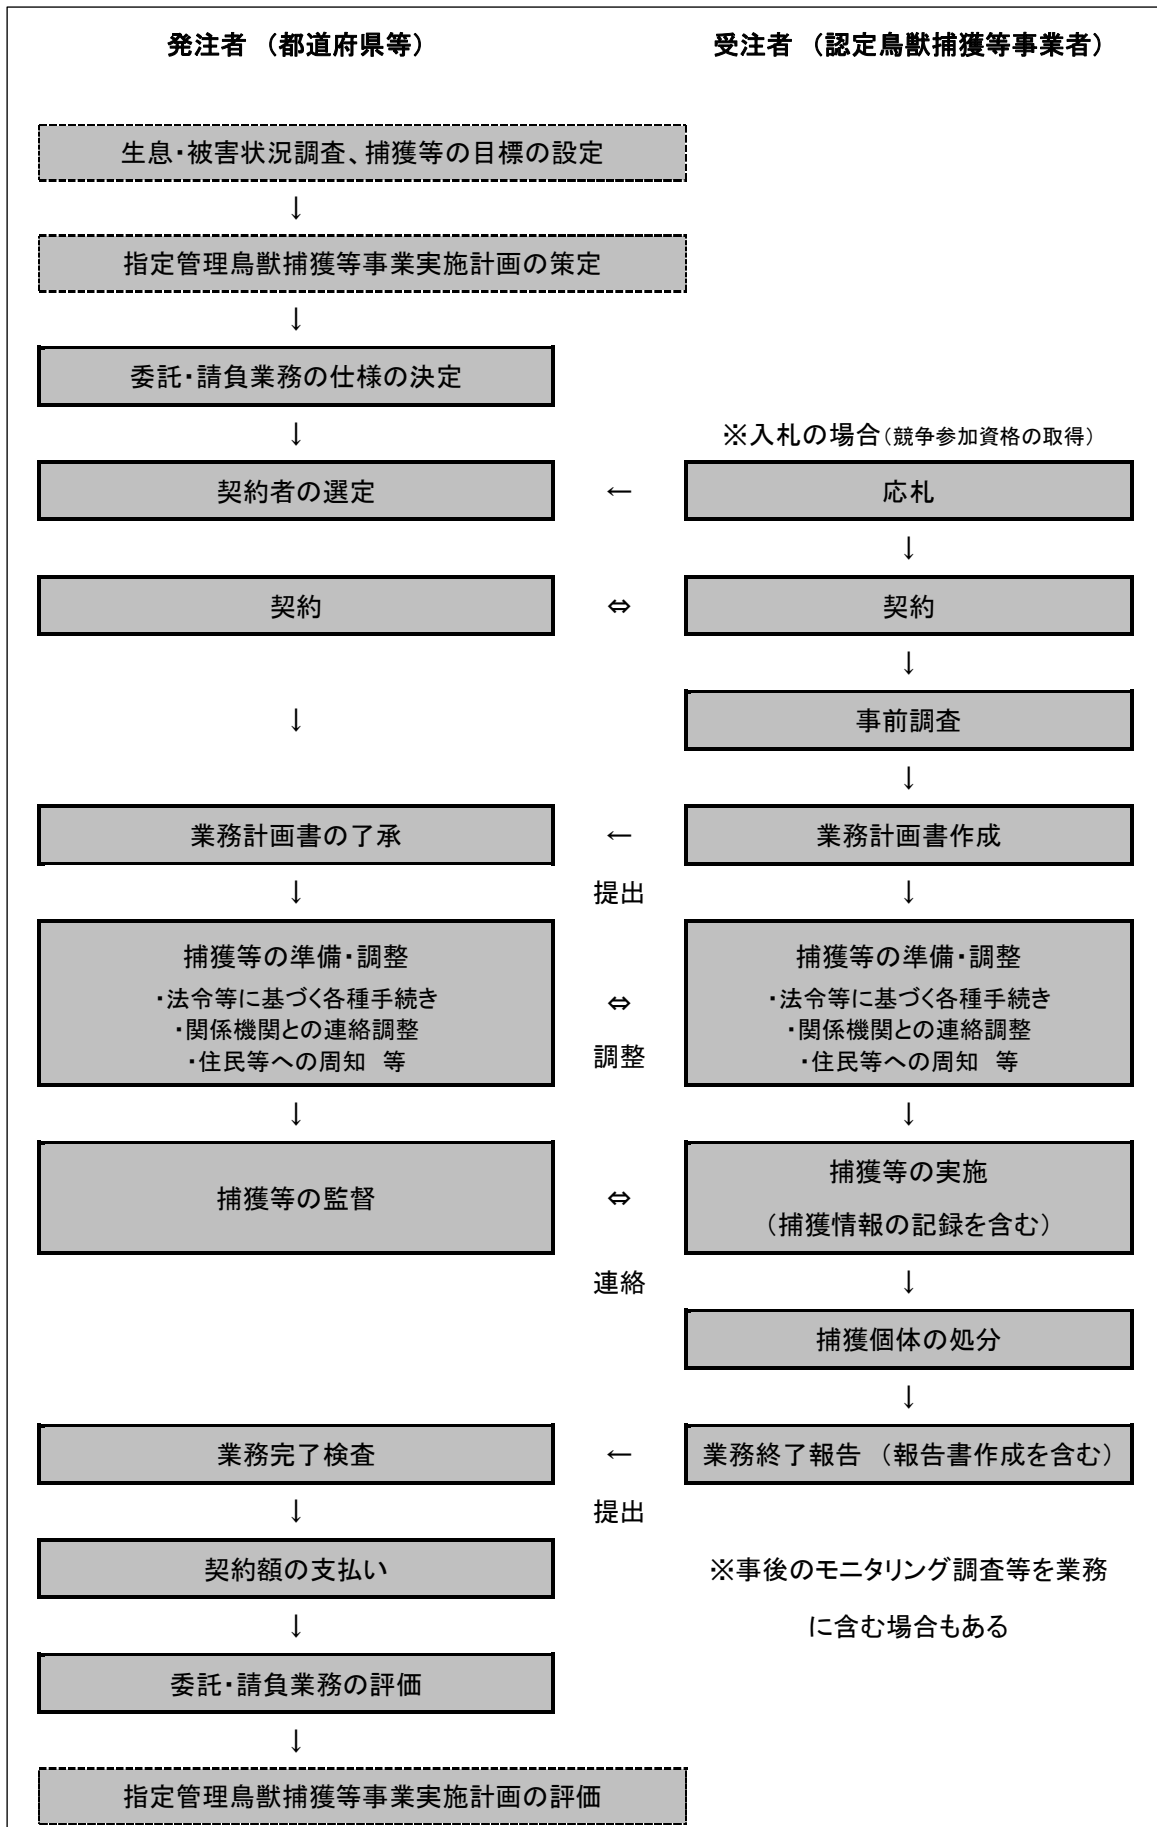 発注者 （都道府県等）
受注者 （認定鳥獣捕獲等事業者）
生息・被害状況調査、捕獲等の目標の設定
↓
指定管理鳥獣捕獲等事業実施計画の策定
↓
委託・請負業務の仕様の決定
↓
※入札の場合（競争参加資格の取得）
契約者の選定
←
応札
↓
契約
⇔
契約
↓
↓
事前調査
↓
業務計画書の了承
←
業務計画書作成
↓
提出
↓
捕獲等の準備・調整
・法令等に基づく各種手続き
・関係機関との連絡調整
・住民等への周知 等
⇔
調整
捕獲等の準備・調整
・法令等に基づく各種手続き
・関係機関との連絡調整
・住民等への周知 等
↓
↓
捕獲等の監督
⇔
捕獲等の実施
（捕獲情報の記録を含む）
連絡
↓
捕獲個体の処分
↓
業務完了検査
←
業務終了報告 （報告書作成を含む）
↓
提出
契約額の支払い
※事後のモニタリング調査等を業務
に含む場合もある
↓
委託・請負業務の評価
↓
指定管理鳥獣捕獲等事業実施計画の評価